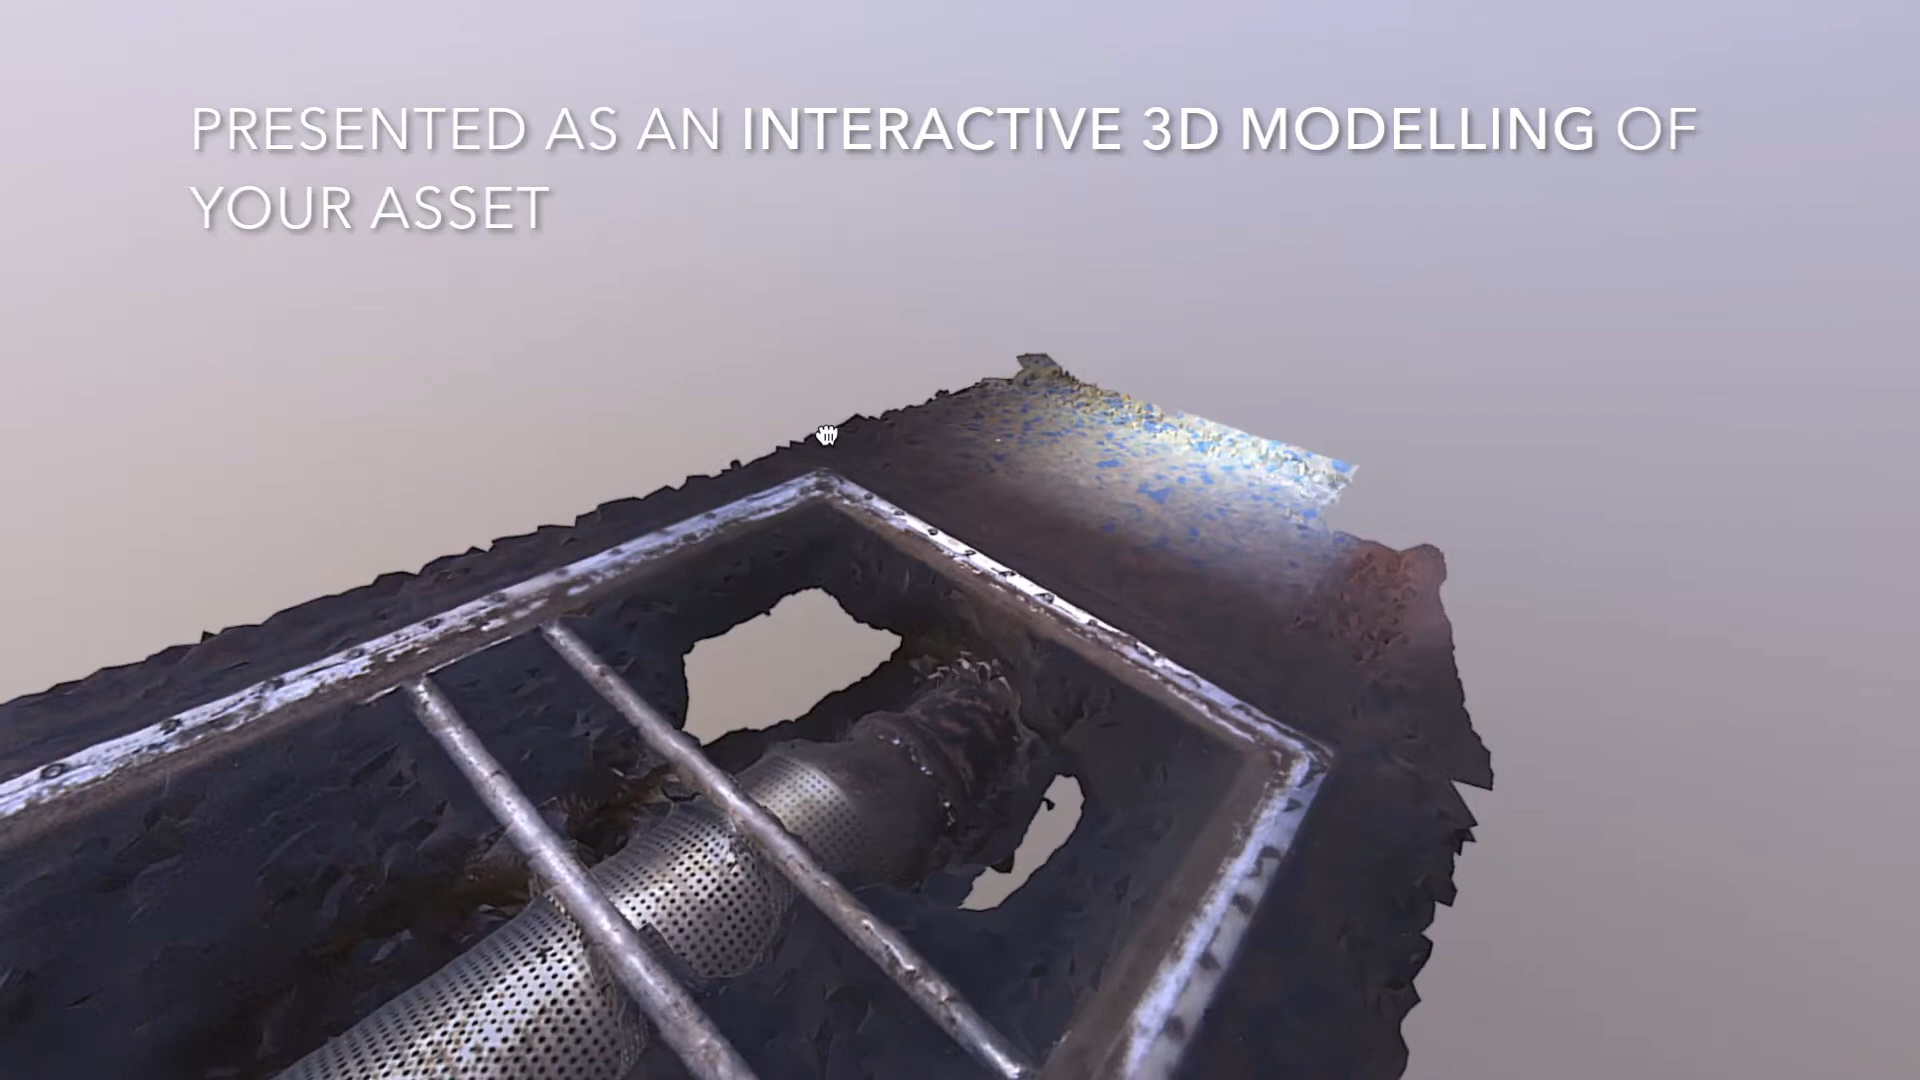 PRESENTED AS AN INTERACTIVE 3D MODELLING OF
YOUR ASSET